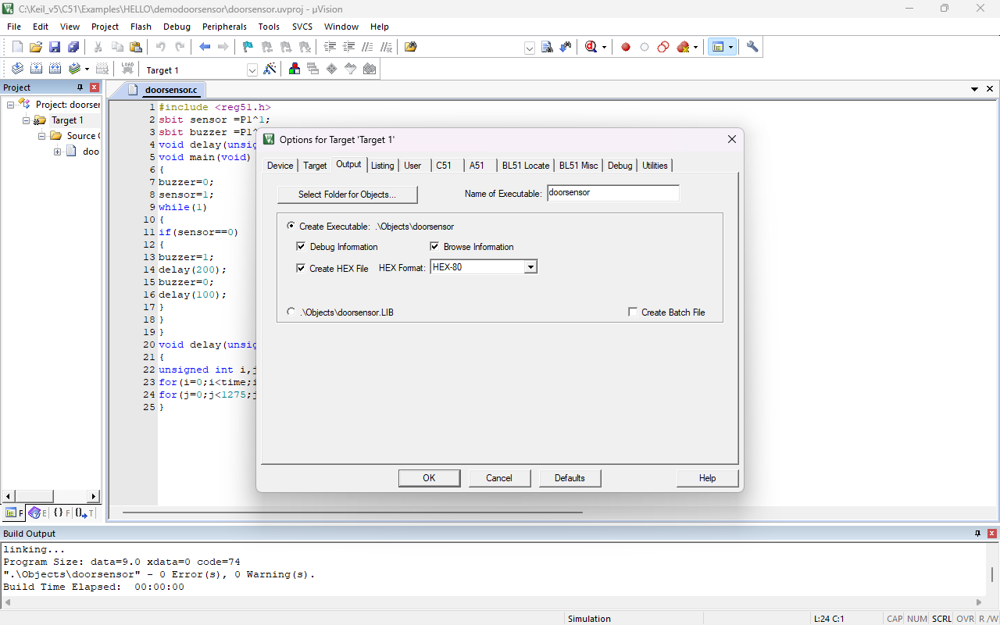 C:\Keil_v5\C51\Examples\HELLO\demodoorsensor\doorsensor.uvproj - µVision
File Edit View Project Flash Debug Peripherals Tools SVCS Window Help
LOAD
Target 1
Project
Project: doorser
Target 1
Source
doo
doorsensor.c
1 #include <reg51.h>
2 sbit sensor =P1^1;
3 sbit buzzer =P1^
4 void delay(unsig
5 void main(void)
6 {
7 buzzer=0;
8 sensor=1;
9 while(1)
10 {
11 if(sensor==0)
12 {
13 buzzer=1;
14 delay(200);
15 buzzer=0;
16 delay(100);
17 }
18 }
19 }
20 void delay(unsig
21 {
22 unsigned int i,j
23 for(i=0;i<time;i
24 for(j=0;j<1275;j
25 }
Options for Target 'Target 1'
Device Target Output Listing User C51 A51 BL51 Locate BL51 Misc Debug Utilities
Select Folder for Objects...
Name of Executable: doorsensor
Create Executable: .\Objects\doorsensor
Debug Information
Browse Information
Create HEX File HEX Format: HEX-80
.\Objects\doorsensor.LIB
Create Batch File
OK Cancel Defaults Help
F E {} F {} T
Build Output
linking...
Program Size: data=9.0 xdata=0 code=74
".\Objects\doorsensor" - 0 Error(s), 0 Warning(s).
Build Time Elapsed: 00:00:00
Simulation L:24 C:1 CAP NUM SCRL OVR R/W